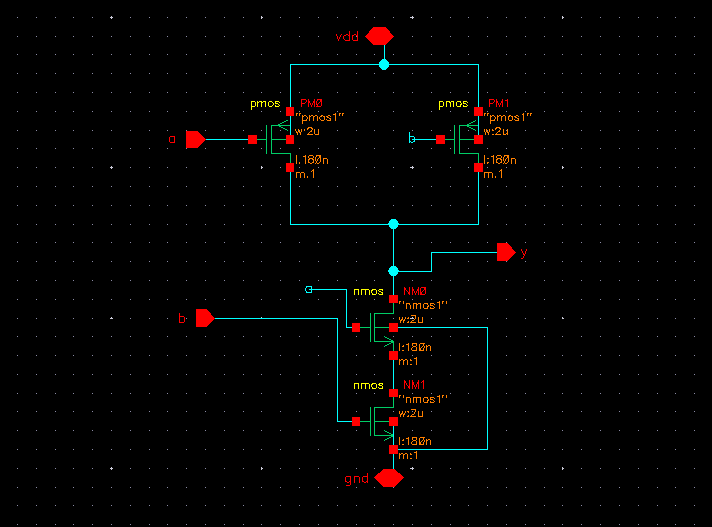 vdd
pmos PM0
"pmos1"
w:2u
l:180n
m:1
a
pmos PM1
"pmos1"
w:2u
l:180n
m:1
b
y
a
nmos NM0
"nmos1"
w:2u
l:180n
m:1
b
nmos NM1
"nmos1"
w:2u
l:180n
m:1
gnd